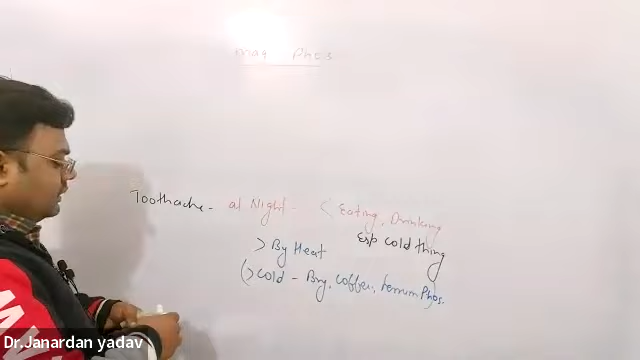 mag Phos
Toothache - at Night - < Eating, Drinking
Esp cold thing
> By Heat
(> cold - Bry, coffea, Ferrum Phos.
Dr.Janardan yadav